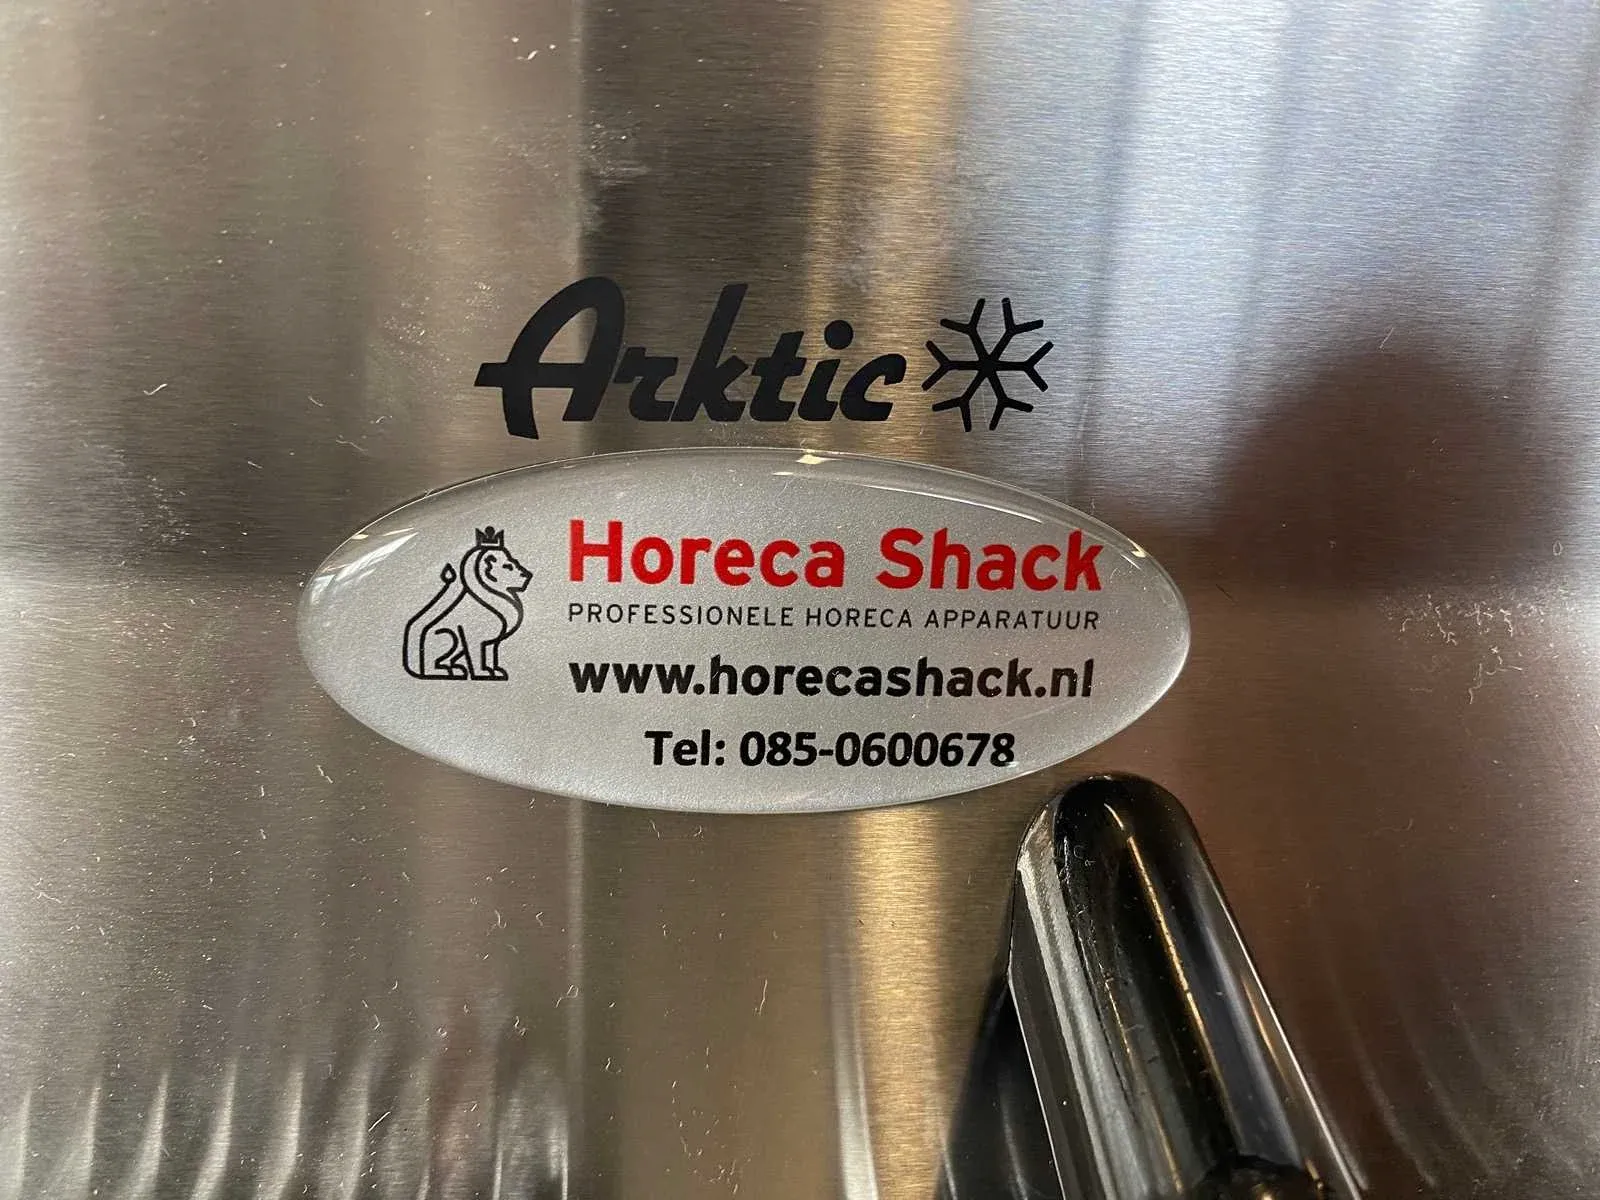 Arktic
Horeca Shack
PROFESSIONELE HORECA APPARATUUR
www.horecashack.nl
Tel: 085-0600678